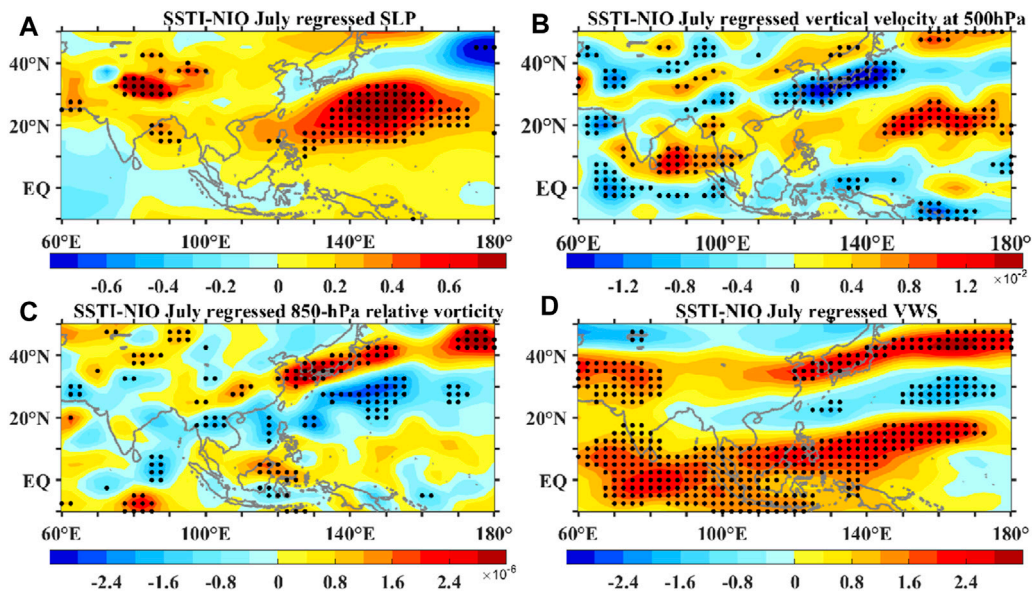 A
SSTI-NIO July regressed SLP
40°N
20°N
EQ
60°E
100°E
140°E
180°
-0.6
-0.4
-0.2
0
0.2
0.4
0.6
B
SSTI-NIO July regressed vertical velocity at 500hPa
40°N
20°N
EQ
60°E
100°E
140°E
180°
-1.2
-0.8
-0.4
0
0.4
0.8
1.2
×10⁻²
C
SSTI-NIO July regressed 850-hPa relative vorticity
40°N
20°N
EQ
60°E
100°E
140°E
180°
-2.4
-1.6
-0.8
0
0.8
1.6
2.4
×10⁻⁶
D
SSTI-NIO July regressed VWS
40°N
20°N
EQ
60°E
100°E
140°E
180°
-2.4
-1.6
-0.8
0
0.8
1.6
2.4